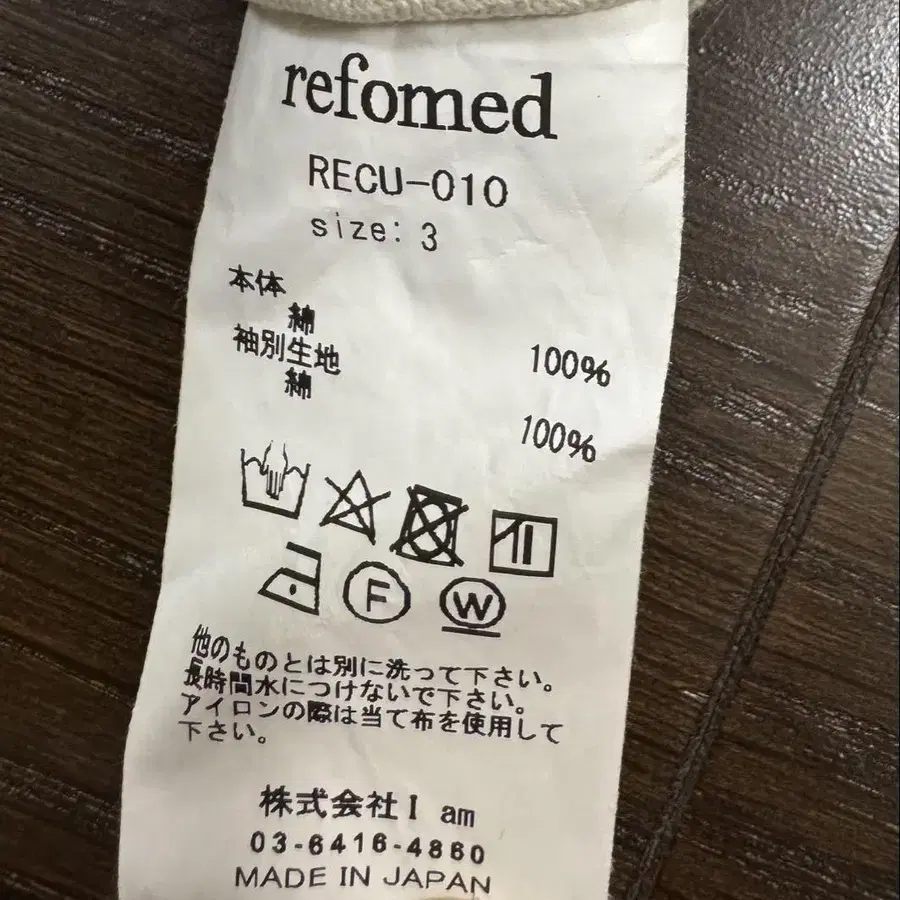 refomed
RECU-010
size: 3
本体
綿 100%
袖別生地
綿 100%
F W
他のものとは別に洗って下さい。
長時間水につけないで下さい。
アイロンの際は当て布を使用して
下さい。
株式会社I am
03-6416-4860
MADE IN JAPAN